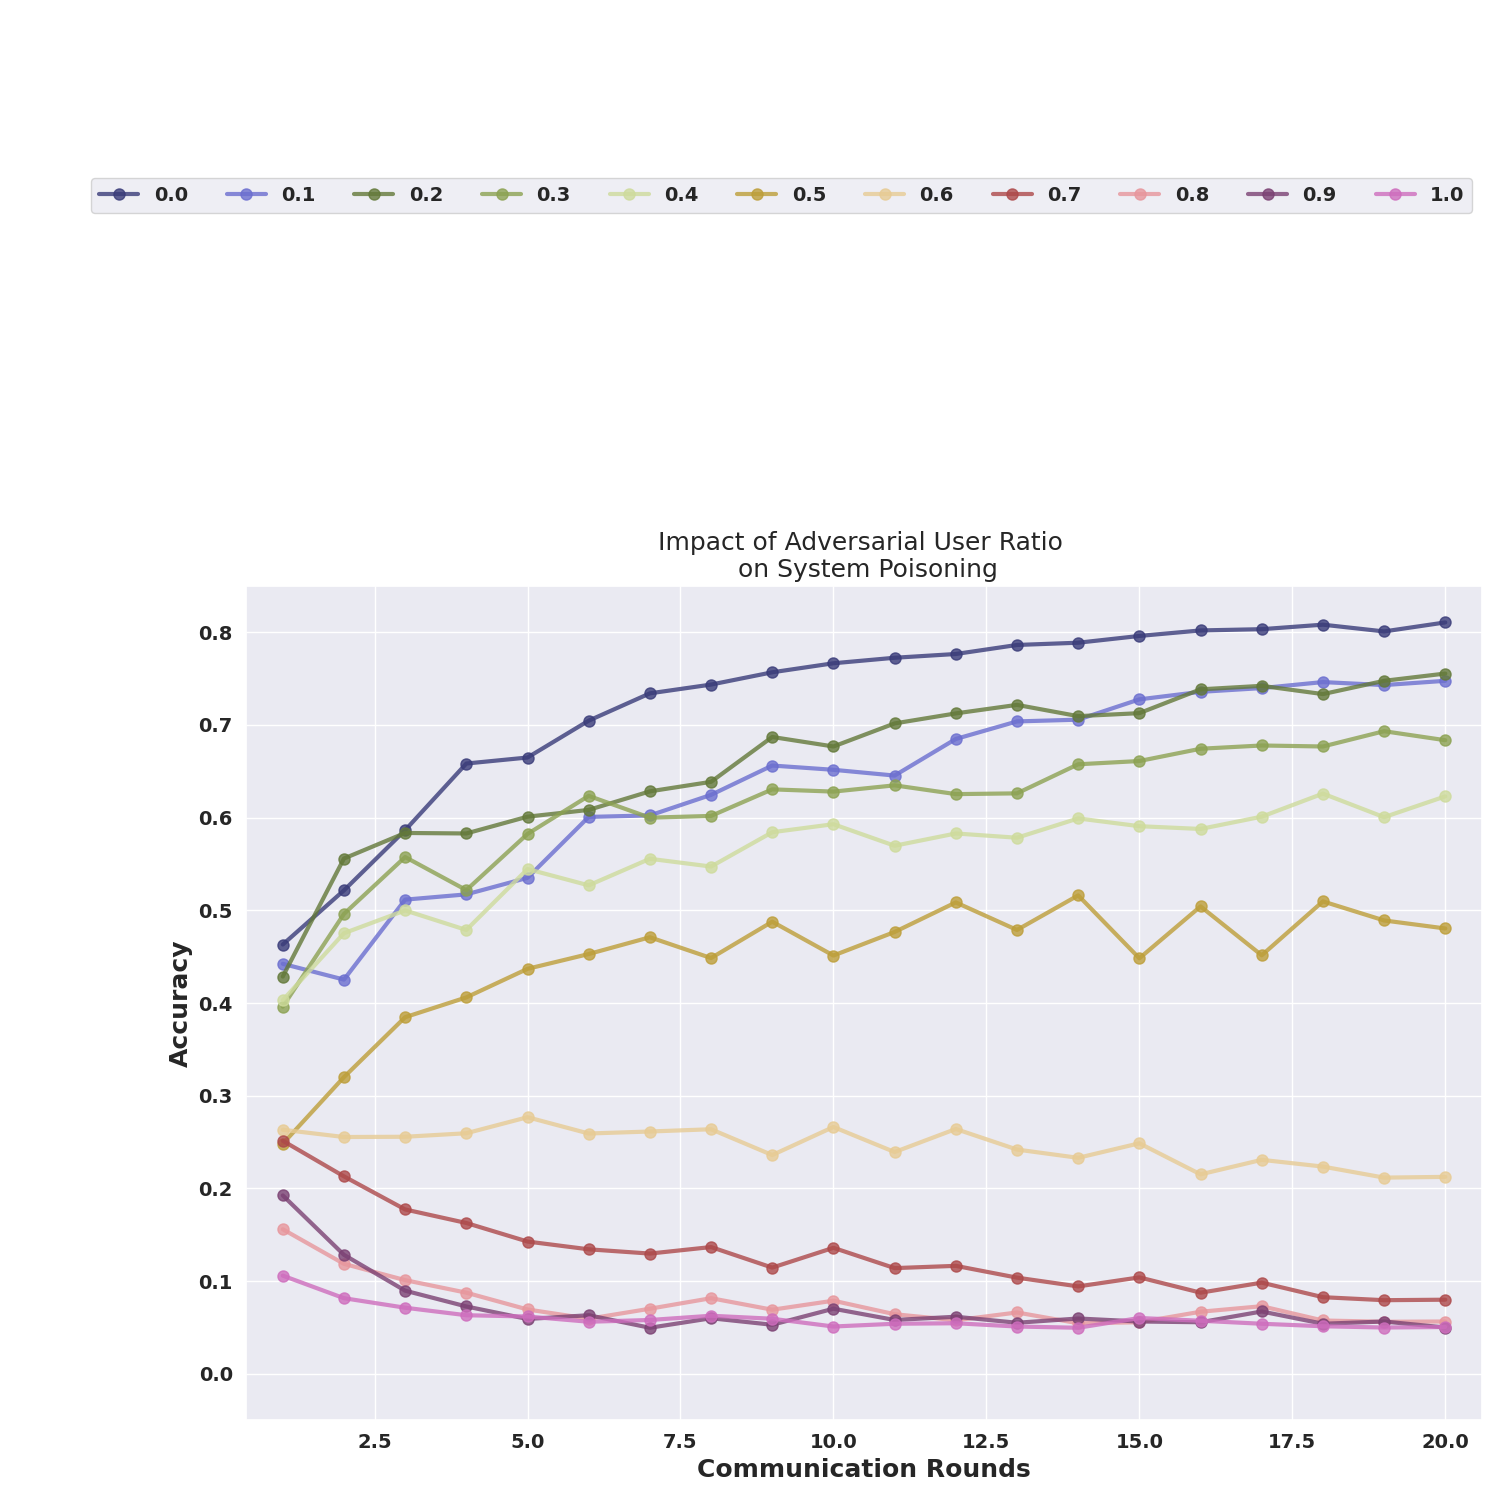 0.0 0.1 0.2 0.3 0.4 0.5 0.6 0.7 0.8 0.9 1.0
Impact of Adversarial User Ratio
on System Poisoning
0.8
0.7
0.6
0.5
0.4
0.3
0.2
0.1
0.0
Accuracy
2.5 5.0 7.5 10.0 12.5 15.0 17.5 20.0
Communication Rounds